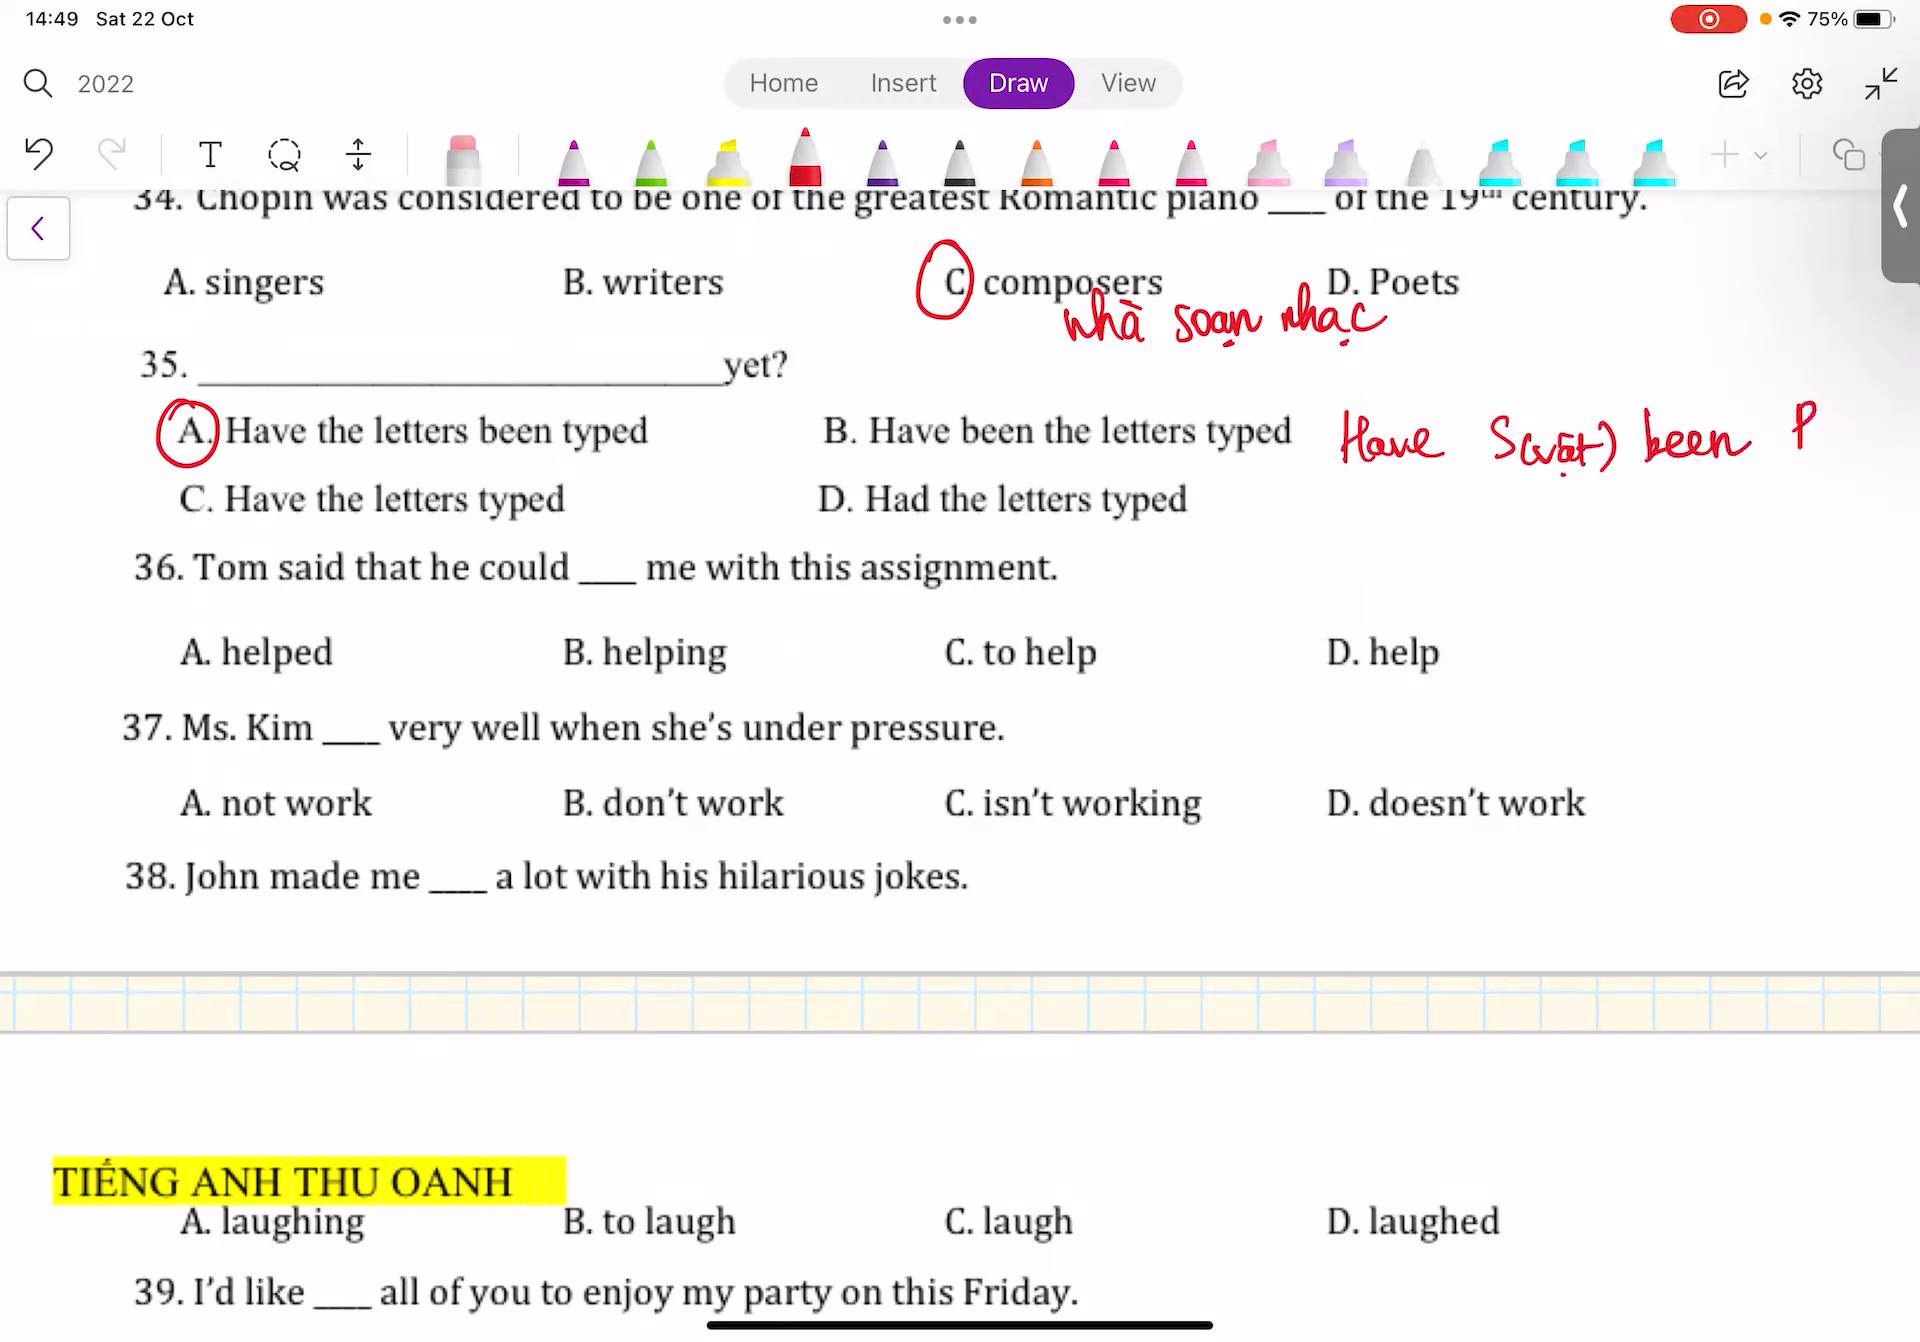 14:49 Sat 22 Oct
75%
2022
Home Insert Draw View
T
34. Chopin was considered to be one of the greatest Romantic piano ___ of the 19th century.
A. singers B. writers C. composers D. Poets
nhà soạn nhạc
35. ______________________________yet?
A. Have the letters been typed B. Have been the letters typed
Have S(vật) been P
C. Have the letters typed D. Had the letters typed
36. Tom said that he could ___ me with this assignment.
A. helped B. helping C. to help D. help
37. Ms. Kim ___ very well when she's under pressure.
A. not work B. don't work C. isn't working D. doesn't work
38. John made me ___ a lot with his hilarious jokes.
TIẾNG ANH THU OANH
A. laughing B. to laugh C. laugh D. laughed
39. I'd like ___ all of you to enjoy my party on this Friday.